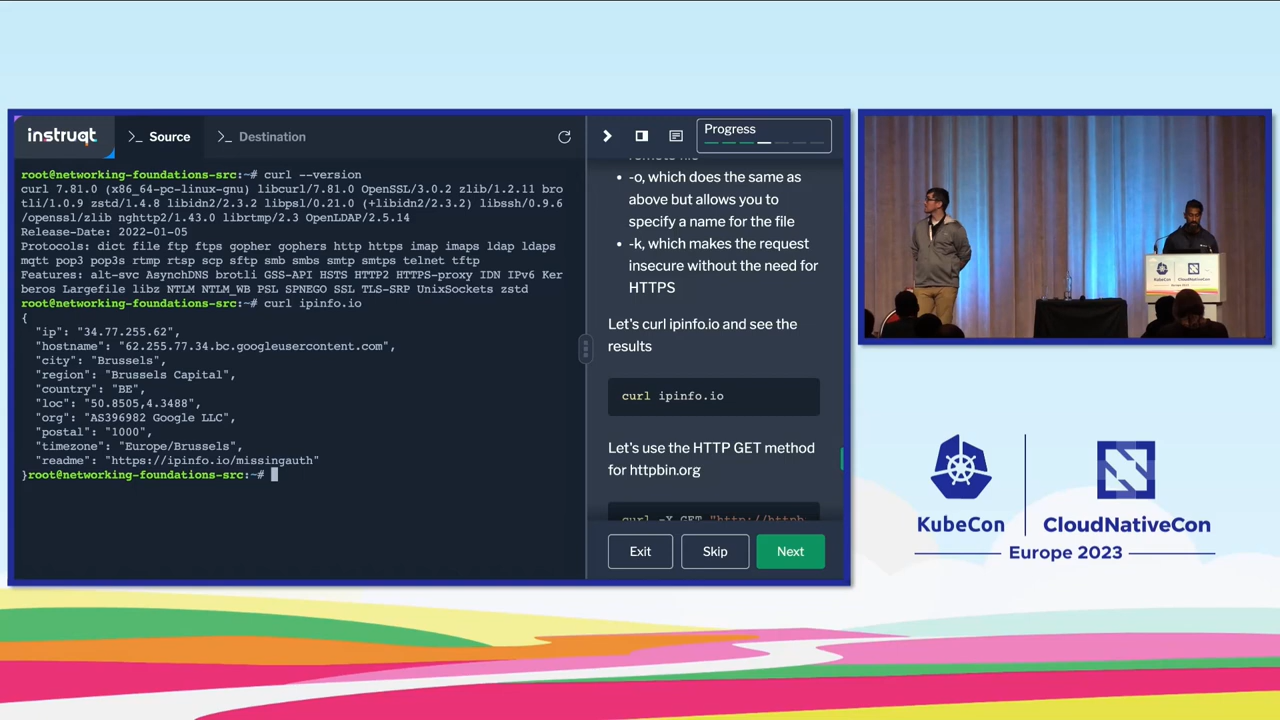 instruqt
>_ Source
>_ Destination
Progress
root@networking-foundations-src:~# curl --version
curl 7.81.0 (x86_64-pc-linux-gnu) libcurl/7.81.0 OpenSSL/3.0.2 zlib/1.2.11 bro
tli/1.0.9 zstd/1.4.8 libidn2/2.3.2 libpsl/0.21.0 (+libidn2/2.3.2) libssh/0.9.6
/openssl/zlib nghttp2/1.43.0 librtmp/2.3 OpenLDAP/2.5.14
Release-Date: 2022-01-05
Protocols: dict file ftp ftps gopher gophers http https imap imaps ldap ldaps
mqtt pop3 pop3s rtmp rtsp scp sftp smb smbs smtp smtps telnet tftp
Features: alt-svc AsynchDNS brotli GSS-API HSTS HTTP2 HTTPS-proxy IDN IPv6 Ker
beros Largefile libz NTLM NTLM_WB PSL SPNEGO SSL TLS-SRP UnixSockets zstd
root@networking-foundations-src:~# curl ipinfo.io
{
"ip": "34.77.255.62",
"hostname": "62.255.77.34.bc.googleusercontent.com",
"city": "Brussels",
"region": "Brussels Capital",
"country": "BE",
"loc": "50.8505,4.3488",
"org": "AS396982 Google LLC",
"postal": "1000",
"timezone": "Europe/Brussels",
"readme": "https://ipinfo.io/missingauth"
}root@networking-foundations-src:~#
remote file
• -o, which does the same as
above but allows you to
specify a name for the file
• -k, which makes the request
insecure without the need for
HTTPS
Let's curl ipinfo.io and see the
results
curl ipinfo.io
Let's use the HTTP GET method
for httpbin.org
curl -X GET "http://httpb
Exit
Skip
Next
KubeCon
CloudNativeCon
Europe 2023
KubeCon
CloudNativeCon
Europe 2023